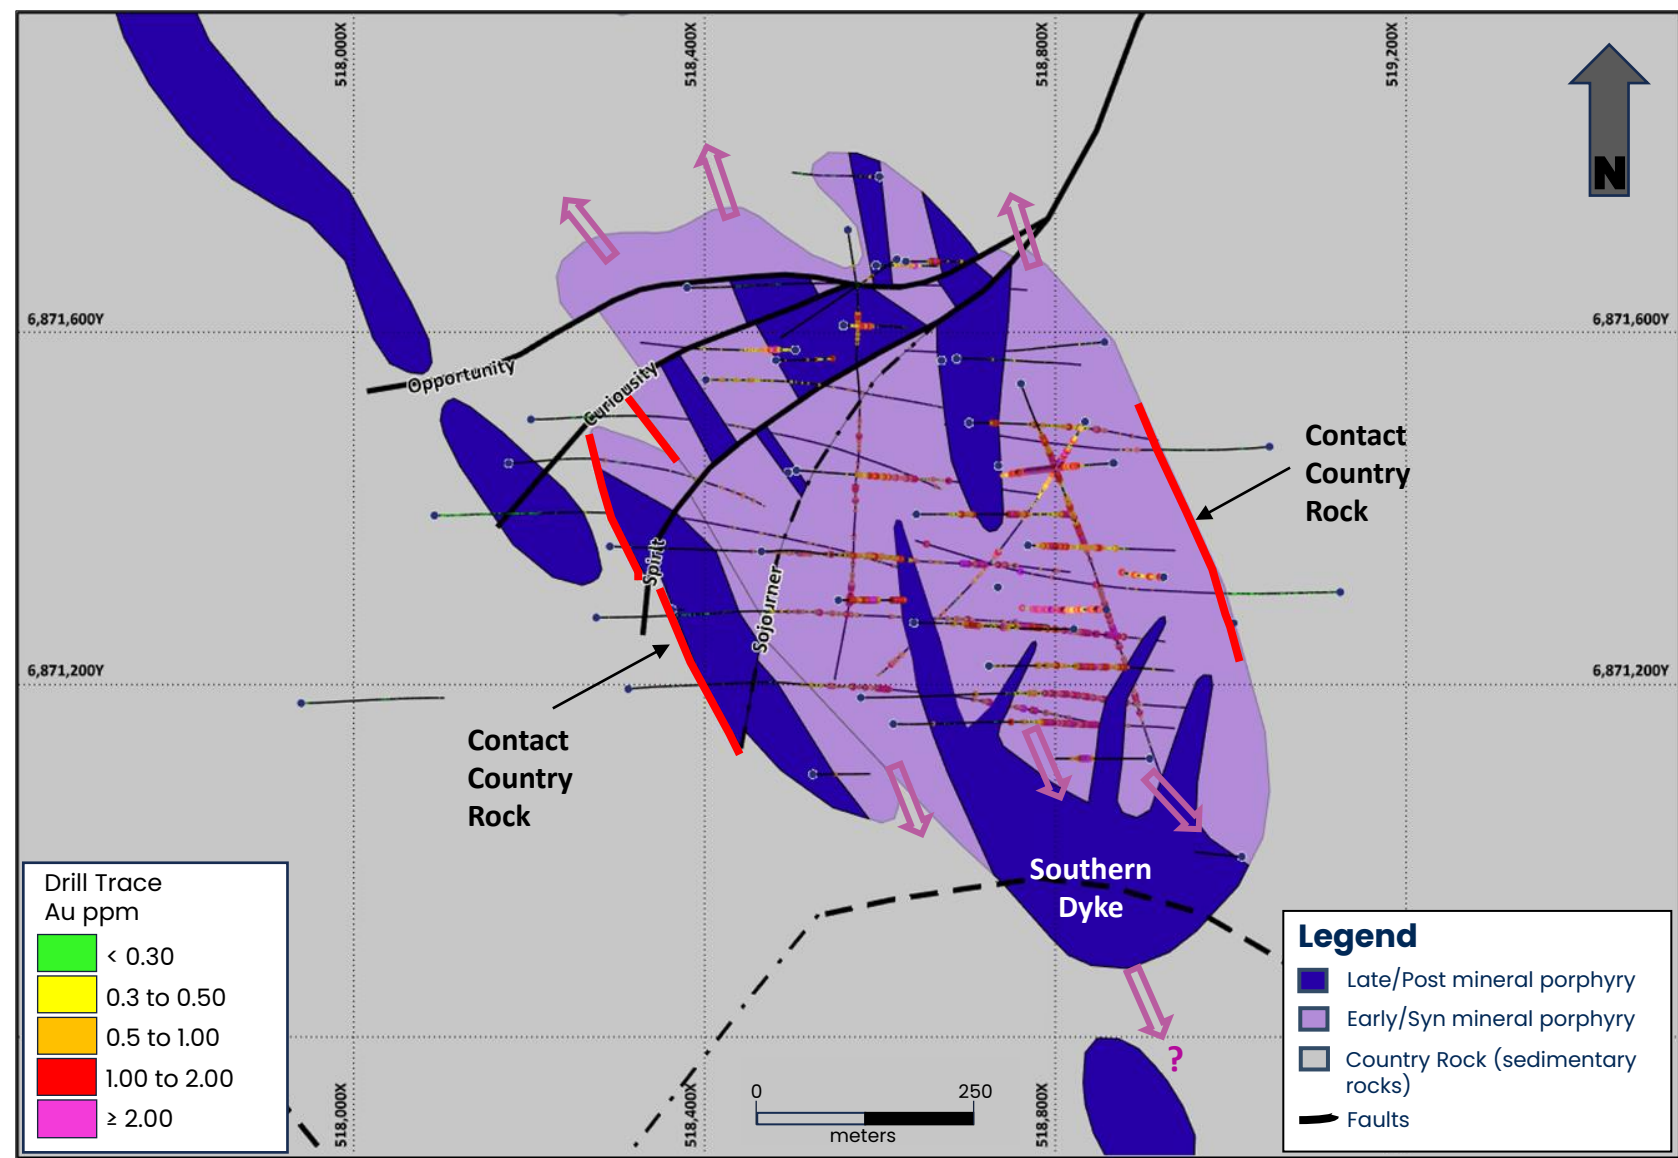 518,000X
518,400X
518,800X
519,200X
N
6,871,600Y
6,871,600Y
Opportunity
Curiousity
Contact
Country
Rock
Spirit
Sojourner
6,871,200Y
6,871,200Y
Contact
Country
Rock
Southern
Dyke
Drill Trace
Au ppm
< 0.30
0.3 to 0.50
0.5 to 1.00
1.00 to 2.00
≥ 2.00
Legend
Late/Post mineral porphyry
Early/Syn mineral porphyry
Country Rock (sedimentary
rocks)
Faults
?
0
250
meters
518,000X
518,400X
518,800X